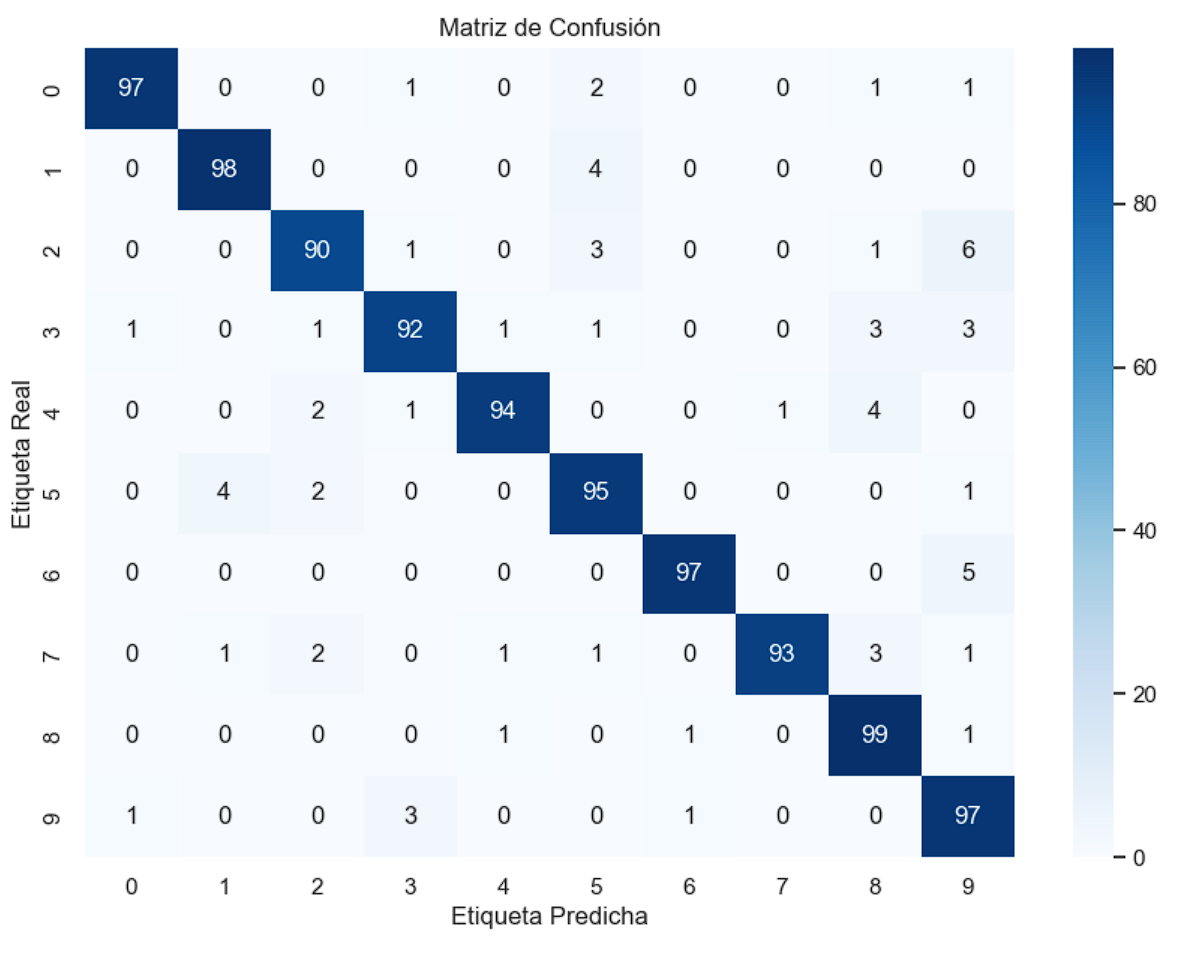 Matriz de Confusión
0 97 0 0 1 0 2 0 0 1 1
1 0 98 0 0 0 4 0 0 0 0
2 0 0 90 1 0 3 0 0 1 6
3 1 0 1 92 1 1 0 0 3 3
4 0 0 2 1 94 0 0 1 4 0
5 0 4 2 0 0 95 0 0 0 1
6 0 0 0 0 0 0 97 0 0 5
7 0 1 2 0 1 1 0 93 3 1
8 0 0 0 0 1 0 1 0 99 1
9 1 0 0 3 0 0 1 0 0 97
0 1 2 3 4 5 6 7 8 9
Etiqueta Predicha
Etiqueta Real
80
60
40
20
0